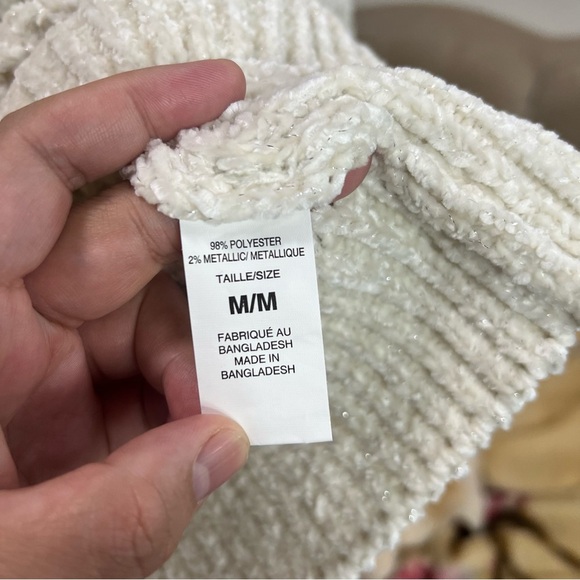 98% POLYESTER
2% METALLIC/ METALLIQUE
TAILLE/SIZE
M/M
FABRIQUÉ AU
BANGLADESH
MADE IN
BANGLADESH